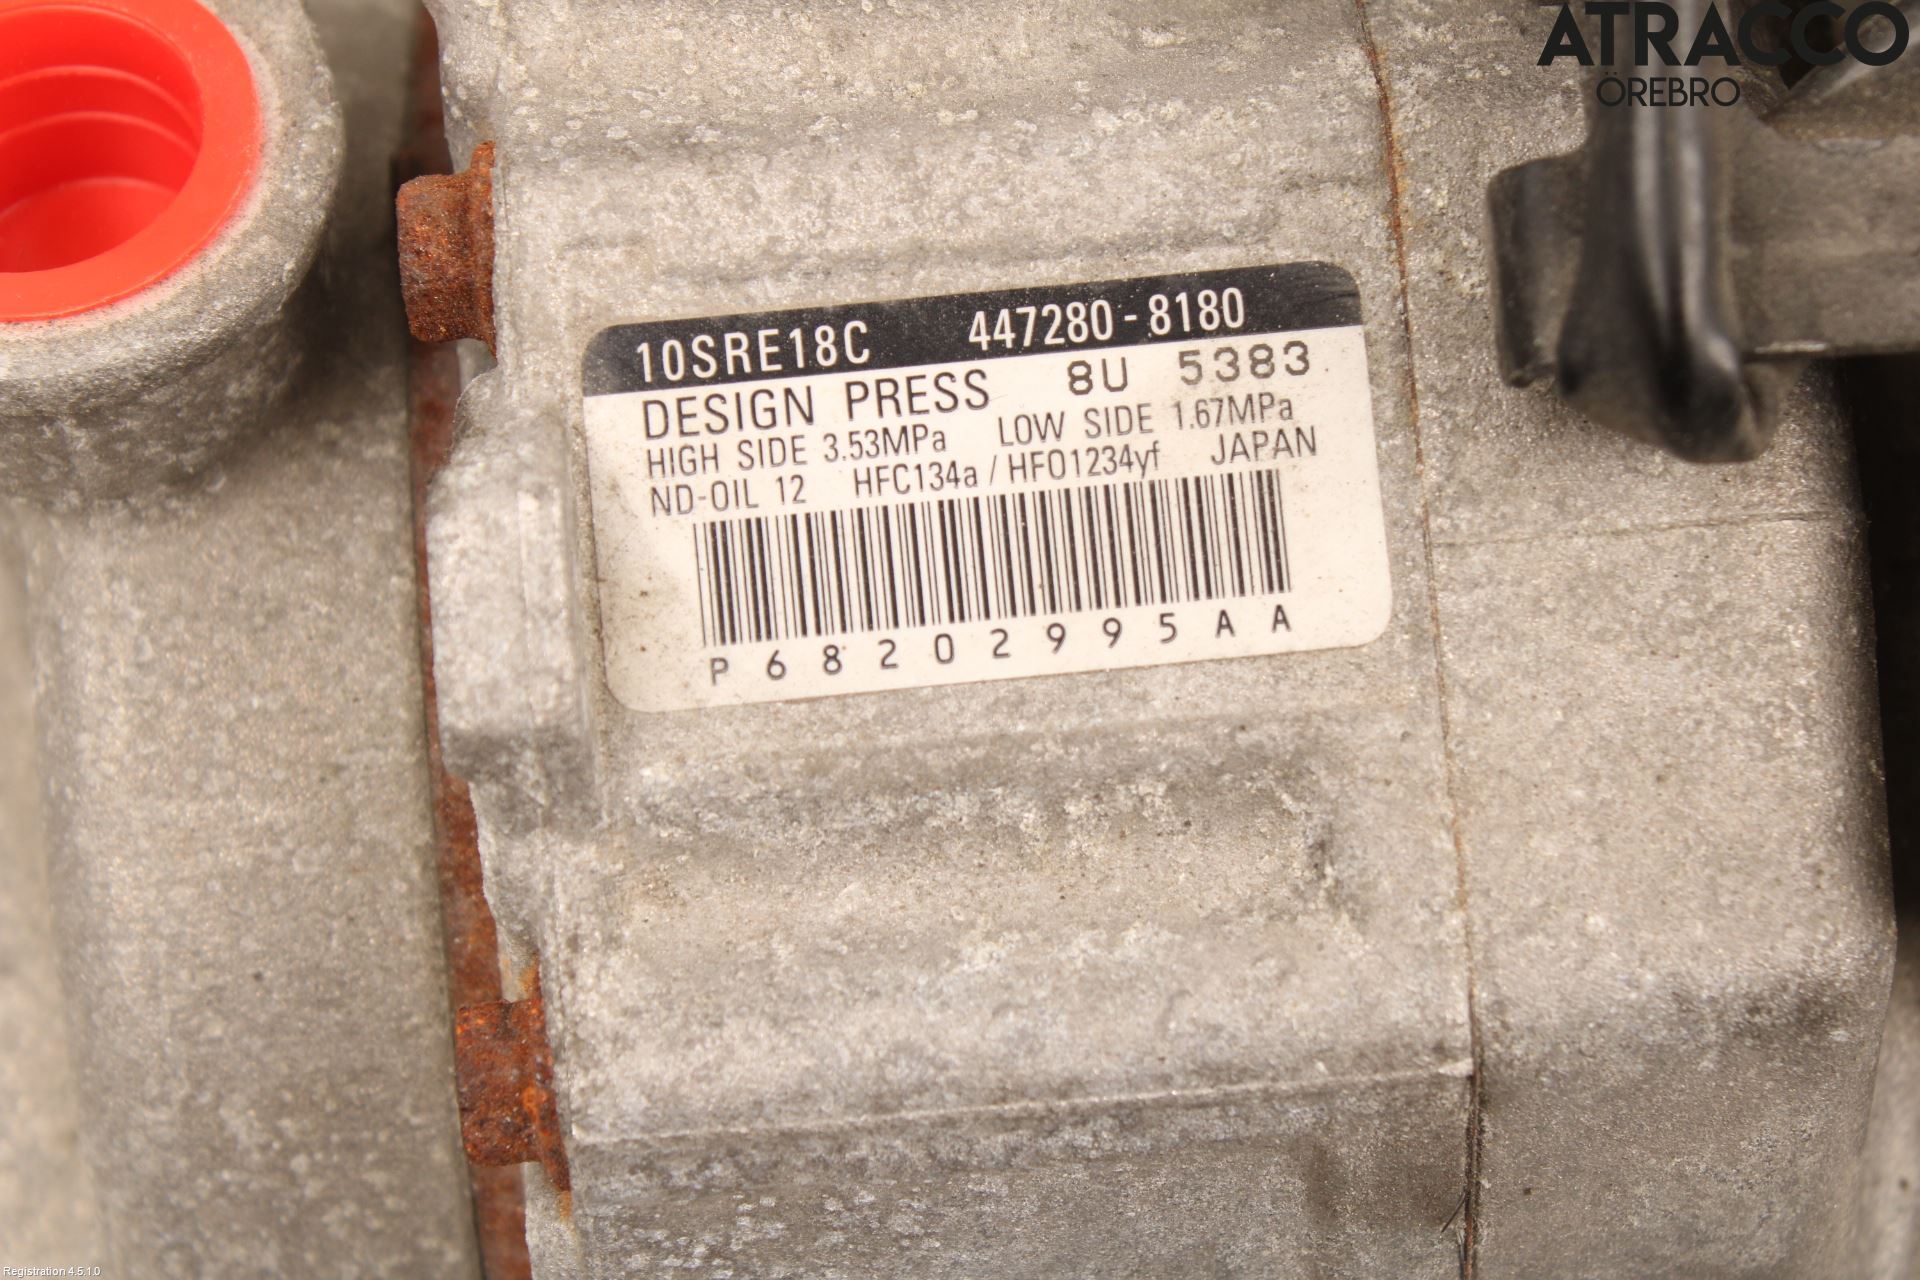 ATRACCO
ÖREBRO
10SRE18C 447280-8180
DESIGN PRESS 8U 5383
HIGH SIDE 3.53MPa LOW SIDE 1.67MPa
ND-OIL 12 HFC134a / HFO1234yf JAPAN
P68202995AA
Registration 4.5.1.0